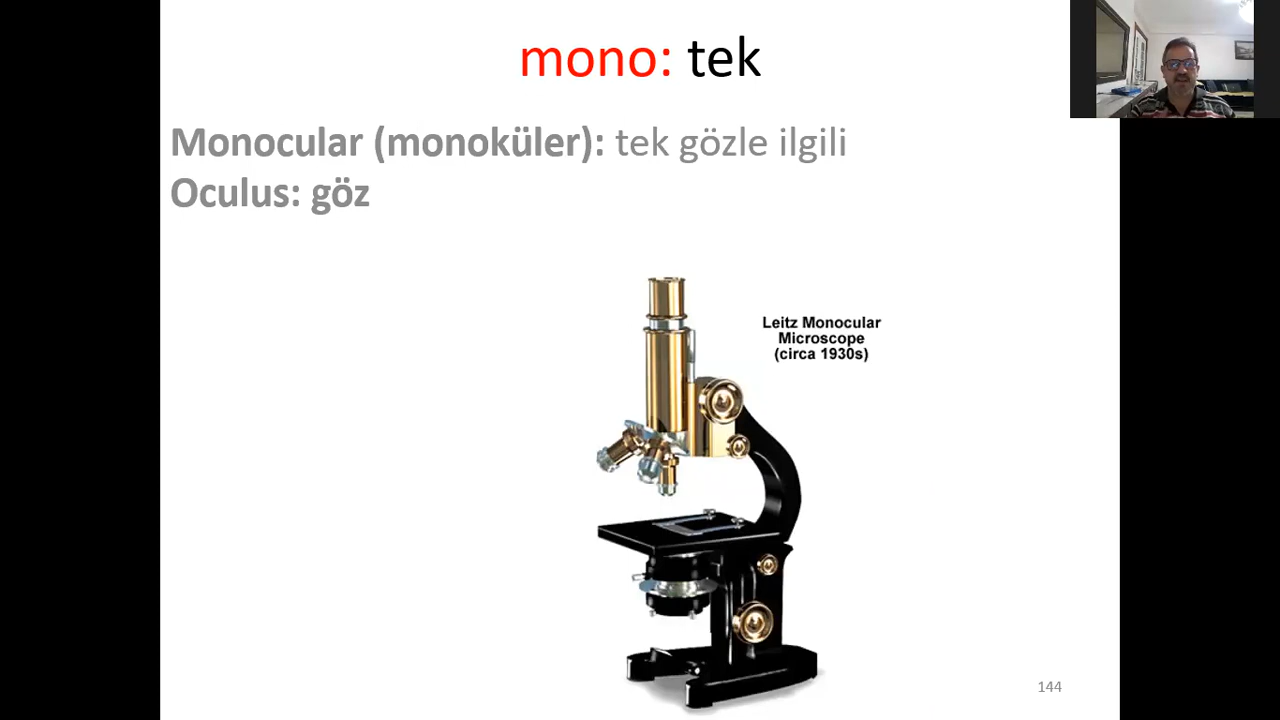 mono: tek
Monocular (monoküler): tek gözle ilgili
Oculus: göz
Leitz Monocular
Microscope
(circa 1930s)
144